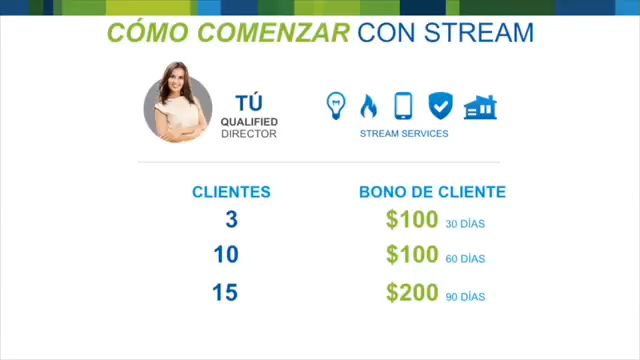 CÓMO COMENZAR CON STREAM
TÚ
QUALIFIED
DIRECTOR
STREAM SERVICES
CLIENTES BONO DE CLIENTE
3 $100 30 DÍAS
10 $100 60 DÍAS
15 $200 90 DÍAS